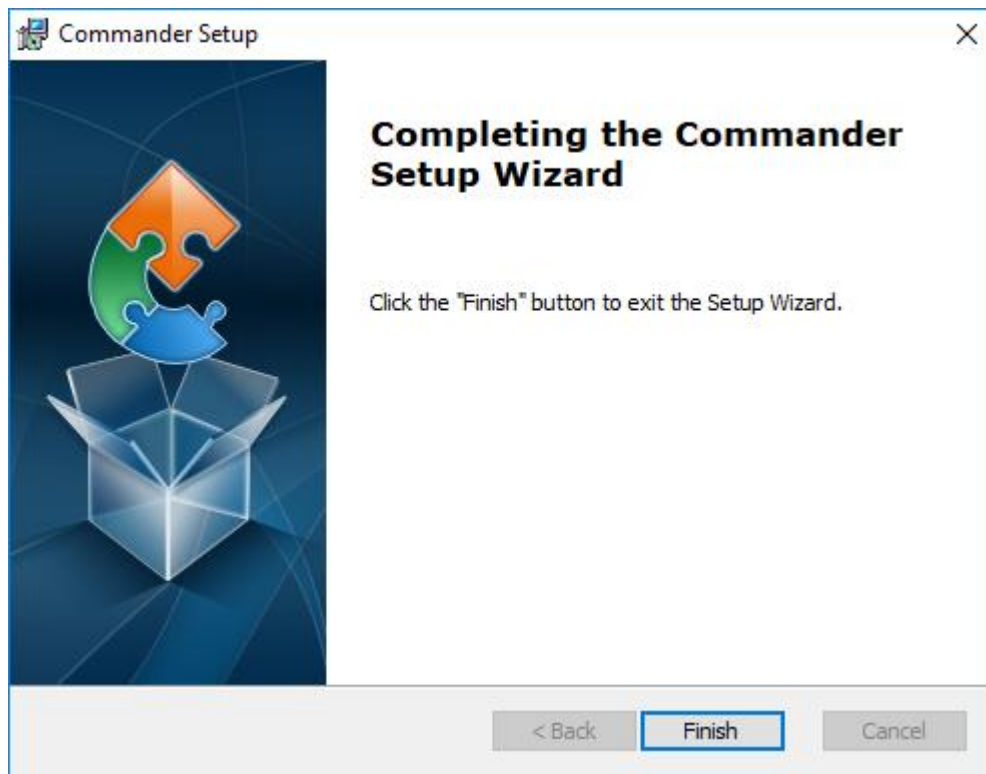 Commander Setup
Completing the Commander
Setup Wizard
Click the "Finish" button to exit the Setup Wizard.
< Back
Finish
Cancel